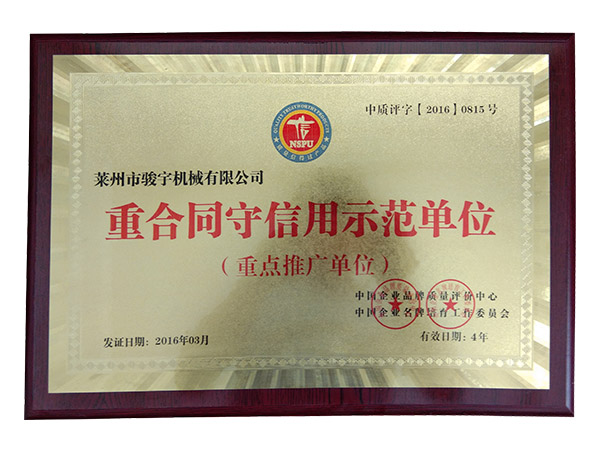 中质评字【2016】0815号
QUALITY TRUSTWORTHY PRODUCTS
NSPU
莱州市骏宇机械有限公司
重合同守信用示范单位
（重点推广单位）
中国企业品牌质量评价中心
中国企业名牌培育工作委员会
发证日期：2016年03月
有效日期：4年